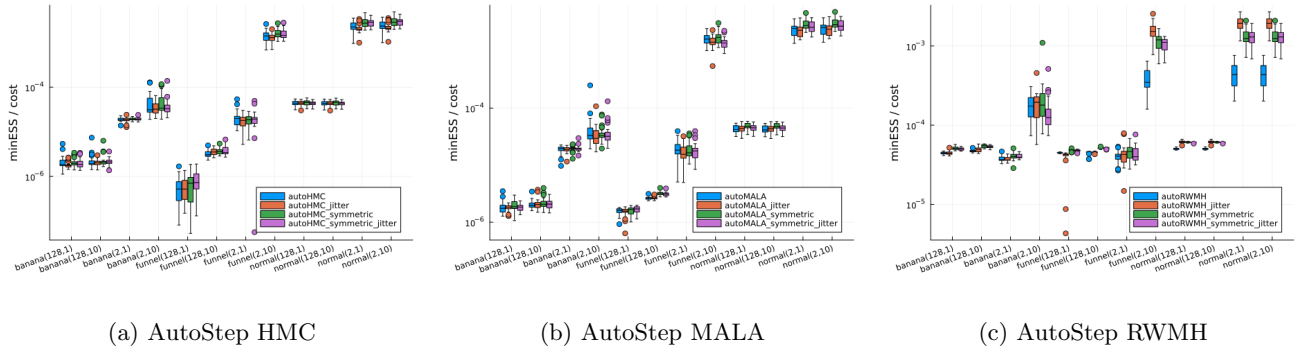 minESS / cost
10⁻⁴
10⁻⁶
autoHMC
autoHMC_jitter
autoHMC_symmetric
autoHMC_symmetric_jitter
banana(128,1)
banana(128,10)
banana(2,1)
banana(2,10)
funnel(128,1)
funnel(128,10)
funnel(2,1)
funnel(2,10)
normal(128,1)
normal(128,10)
normal(2,1)
normal(2,10)
(a) AutoStep HMC
minESS / cost
10⁻³
10⁻⁴
10⁻⁵
10⁻⁶
autoMALA
autoMALA_jitter
autoMALA_symmetric
autoMALA_symmetric_jitter
banana(128,1)
banana(128,10)
banana(2,1)
banana(2,10)
funnel(128,1)
funnel(128,10)
funnel(2,1)
funnel(2,10)
normal(128,1)
normal(128,10)
normal(2,1)
normal(2,10)
(b) AutoStep MALA
minESS / cost
10⁻³
10⁻⁴
10⁻⁵
autoRWMH
autoRWMH_jitter
autoRWMH_symmetric
autoRWMH_symmetric_jitter
banana(128,1)
banana(128,10)
banana(2,1)
banana(2,10)
funnel(128,1)
funnel(128,10)
funnel(2,1)
funnel(2,10)
normal(128,1)
normal(128,10)
normal(2,1)
normal(2,10)
(c) AutoStep RWMH